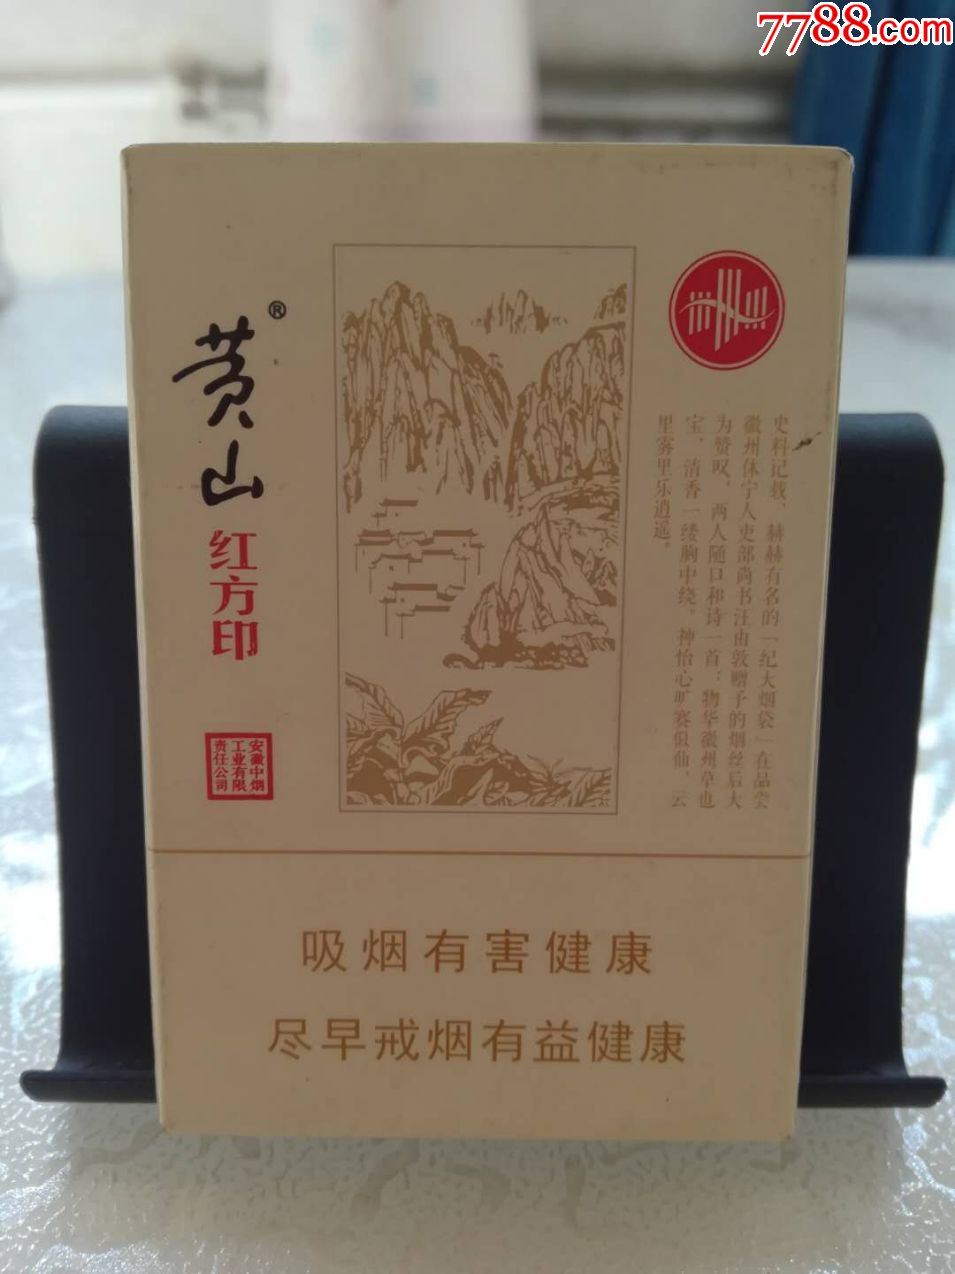 7788.com
黄山®
红方印
安徽中烟
工业有限
责任公司
史料记载，赫赫有名的「纪大烟袋」在品尝
徽州休宁人吏部尚书汪由敦赠予的烟丝后大
为赞叹，两人随口和诗一首：物华徽州草也
宝，清香一缕胸中绕。神怡心旷赛似仙，云
里雾里乐逍遥。
吸烟有害健康
尽早戒烟有益健康